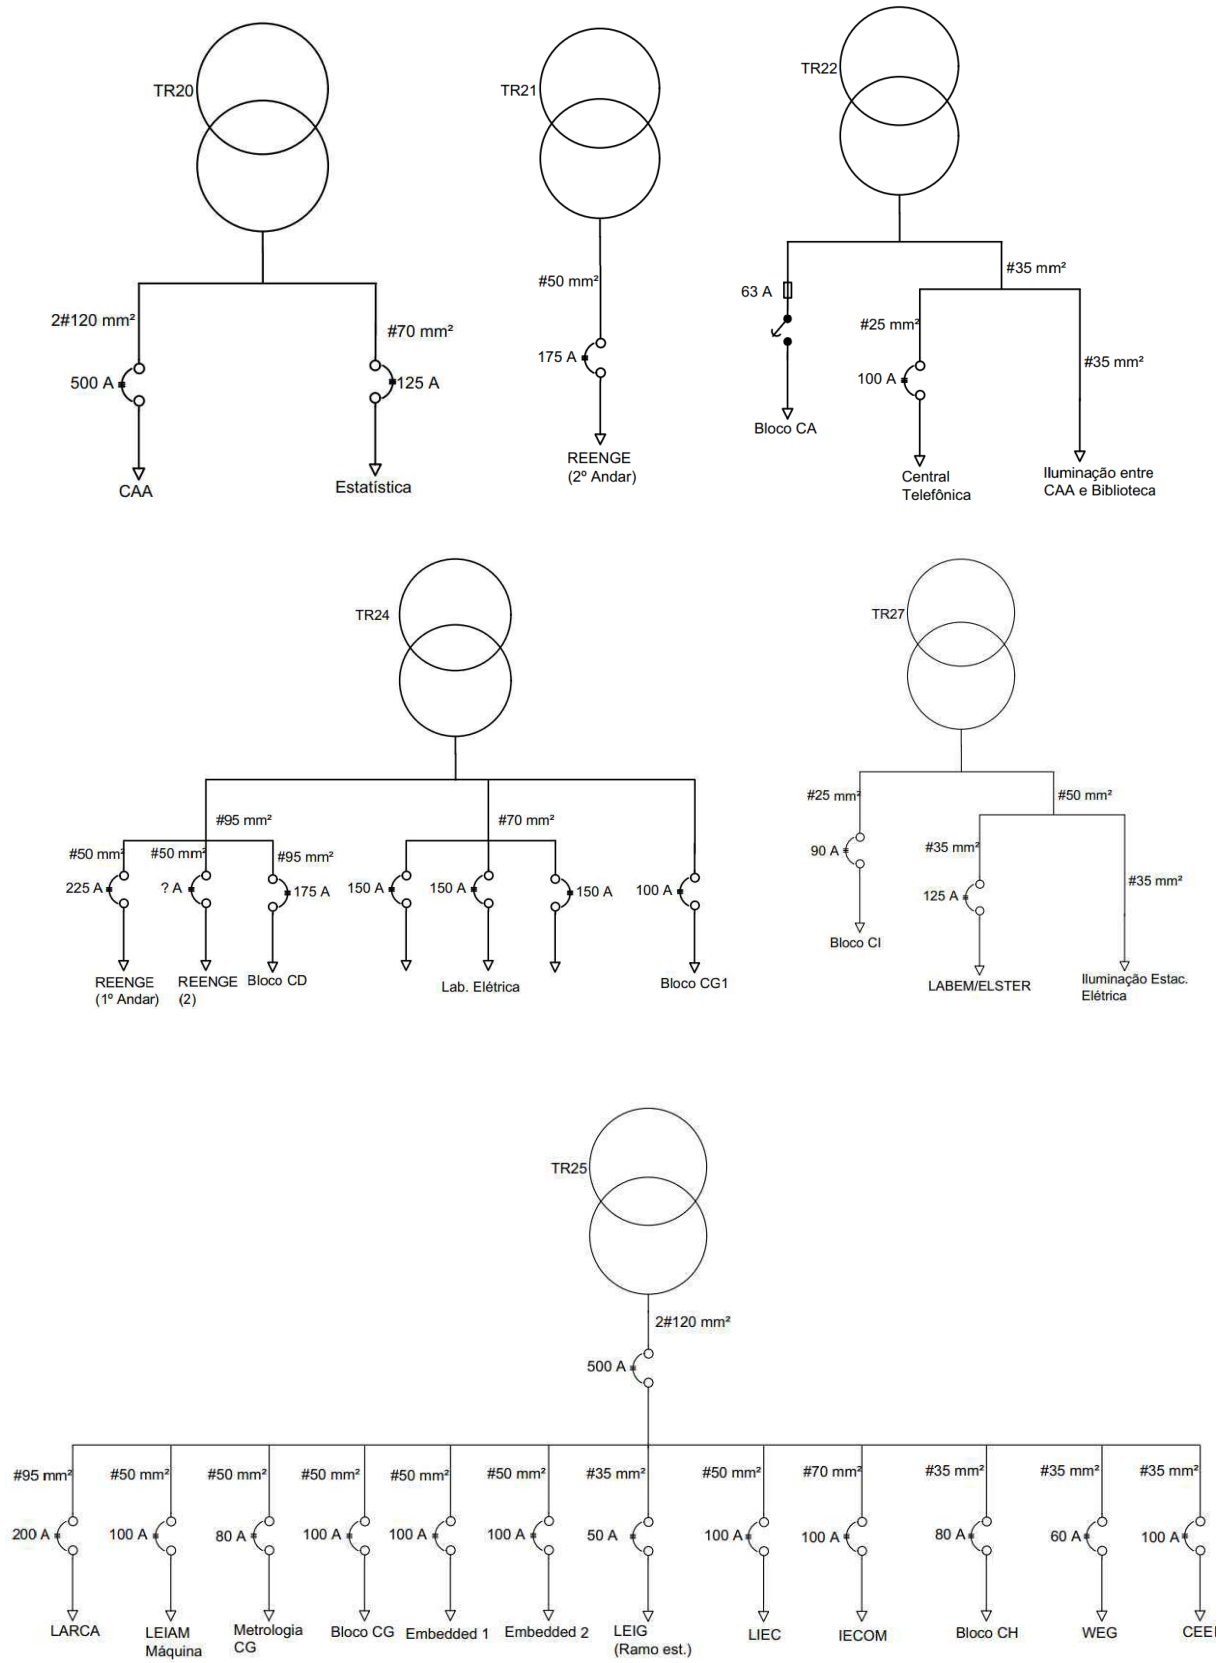 TR20
2#120 mm²
#70 mm²
500 A
125 A
CAA
Estatística
TR21
#50 mm²
175 A
REENGE
(2º Andar)
TR22
#35 mm²
63 A
#25 mm²
#35 mm²
100 A
Bloco CA
Central
Telefônica
Iluminação entre
CAA e Biblioteca
TR24
#95 mm²
#70 mm²
#50 mm²
#50 mm²
#95 mm²
225 A
? A
175 A
150 A
150 A
150 A
100 A
REENGE
(1º Andar)
REENGE
(2)
Bloco CD
Lab. Elétrica
Bloco CG1
TR27
#25 mm²
#50 mm²
90 A
#35 mm²
#35 mm²
125 A
Bloco CI
LABEM/ELSTER
Iluminação Estac.
Elétrica
TR25
2#120 mm²
500 A
#95 mm²
#50 mm²
#50 mm²
#50 mm²
#50 mm²
#50 mm²
#35 mm²
#50 mm²
#70 mm²
#35 mm²
#35 mm²
#35 mm²
200 A
100 A
80 A
100 A
100 A
100 A
50 A
100 A
100 A
80 A
60 A
100 A
LARCA
LEIAM
Máquina
Metrologia
CG
Bloco CG
Embedded 1
Embedded 2
LEIG
(Ramo est.)
LIEC
IECOM
Bloco CH
WEG